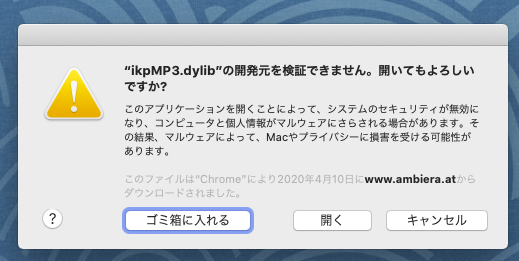 “ikpMP3.dylib”の開発元を検証できません。開いてもよろしい
ですか?
このアプリケーションを開くことによって、システムのセキュリティが無効に
なり、コンピュータと個人情報がマルウェアにさらされる場合があります。そ
の結果、マルウェアによって、Macやプライバシーに損害を受ける可能性が
あります。
このファイルは“Chrome”により2020年4月10日にwww.ambiera.atから
ダウンロードされました。
? ゴミ箱に入れる 開く キャンセル